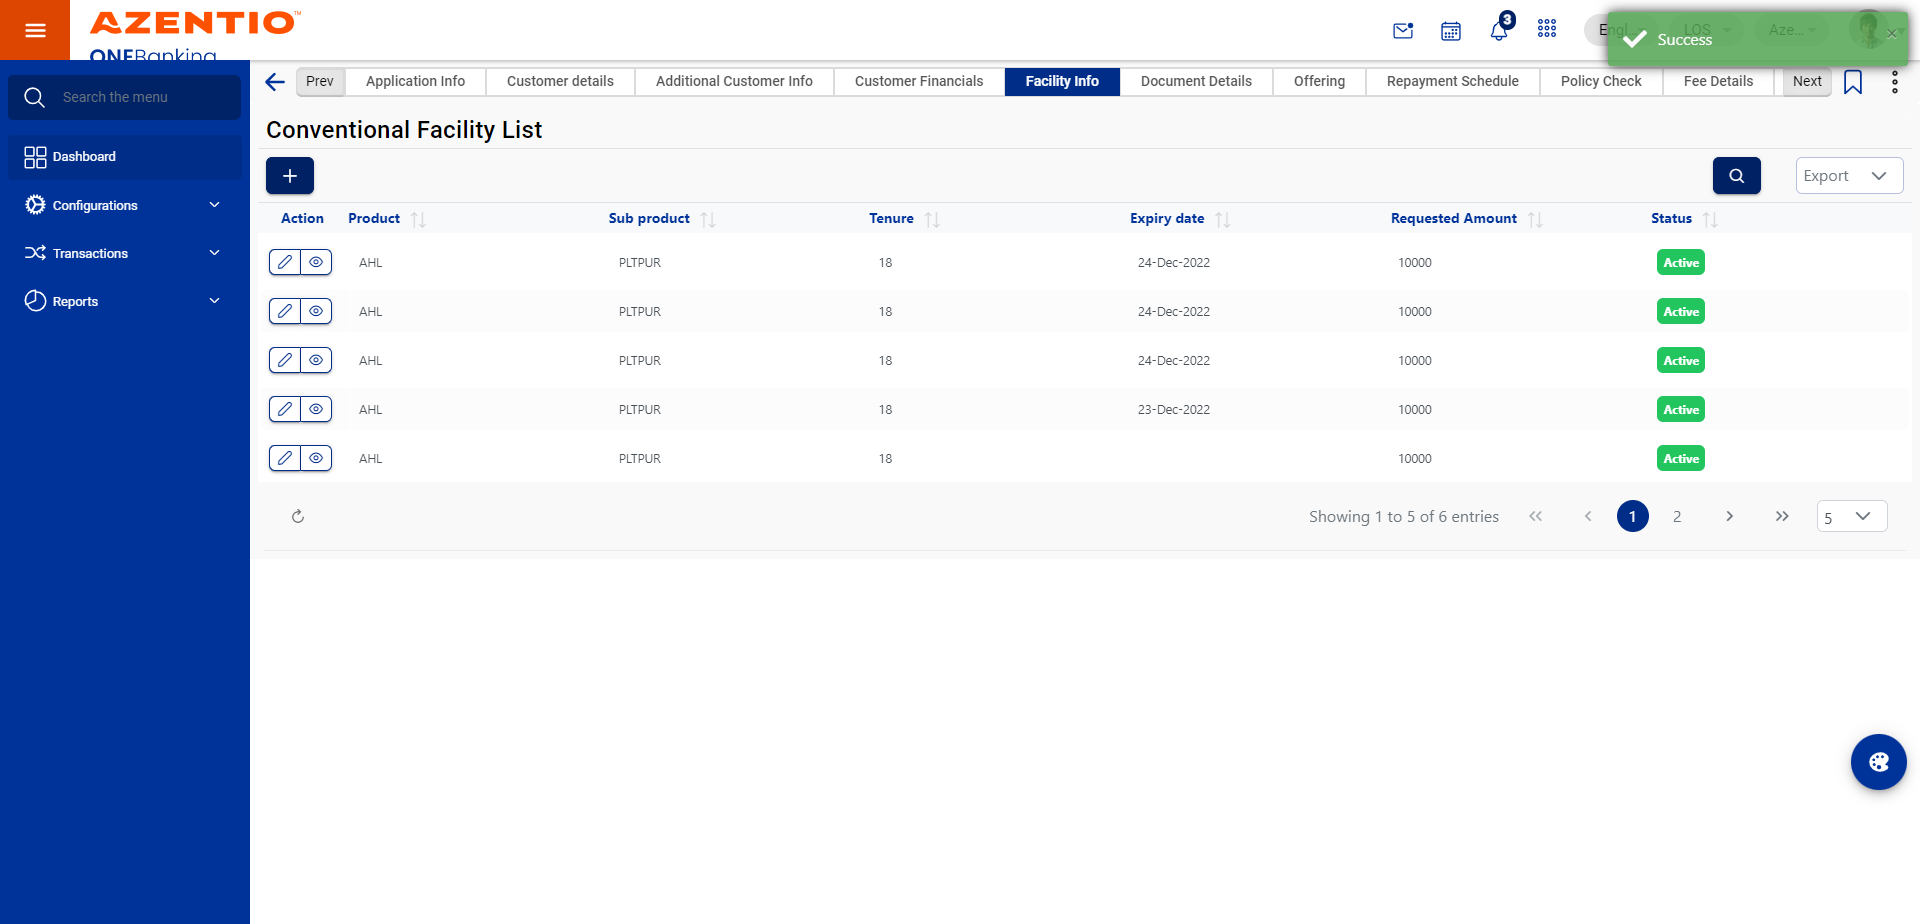 AZENTIO™
ONEBanking
3
Engl...
LOS
Aze...
Success
Search the menu
Dashboard
Configurations
Transactions
Reports
Prev
Application Info
Customer details
Additional Customer Info
Customer Financials
Facility Info
Document Details
Offering
Repayment Schedule
Policy Check
Fee Details
Next
Conventional Facility List
Export
Action Product Sub product Tenure Expiry date Requested Amount Status
AHL PLTPUR 18 24-Dec-2022 10000 Active
AHL PLTPUR 18 24-Dec-2022 10000 Active
AHL PLTPUR 18 24-Dec-2022 10000 Active
AHL PLTPUR 18 23-Dec-2022 10000 Active
AHL PLTPUR 18 10000 Active
Showing 1 to 5 of 6 entries
1
2
5